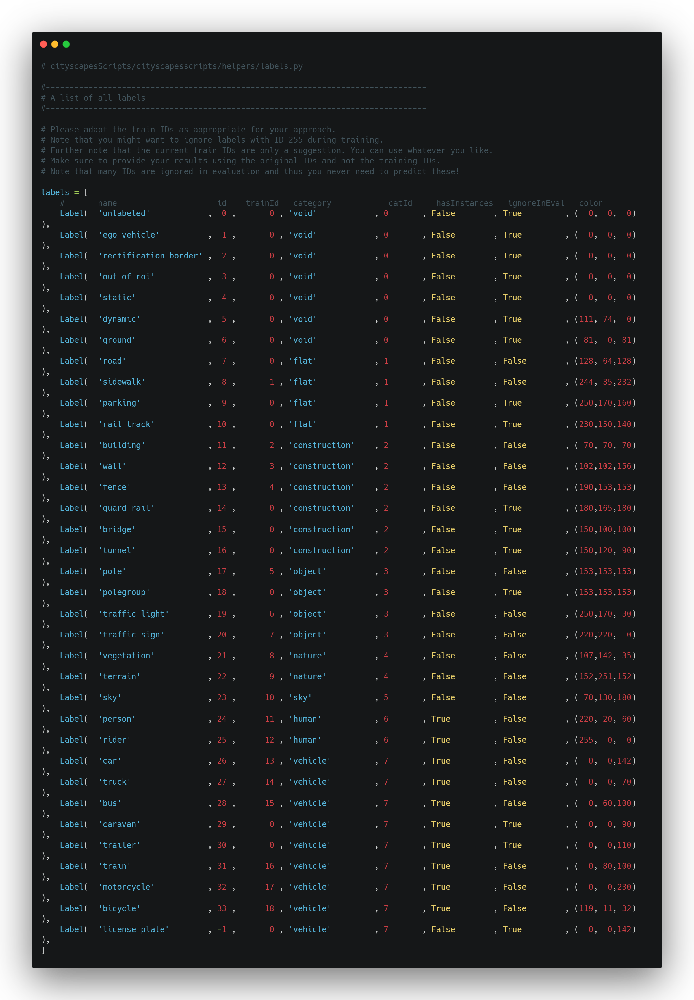 # cityscapesScripts/cityscapesscripts/helpers/labels.py
#--------------------------------------------------------------------------------
# A list of all labels
#--------------------------------------------------------------------------------
# Please adapt the train IDs as appropriate for your approach.
# Note that you might want to ignore labels with ID 255 during training.
# Further note that the current train IDs are only a suggestion. You can use whatever you like.
# Make sure to provide your results using the original IDs and not the training IDs.
# Note that many IDs are ignored in evaluation and thus you never need to predict these!
labels = [
    #       name                     id    trainId   category            catId     hasInstances   ignoreInEval   color
    Label(  'unlabeled'            ,  0 ,       0 , 'void'            , 0       , False        , True         , (  0,  0,  0)
),
    Label(  'ego vehicle'          ,  1 ,       0 , 'void'            , 0       , False        , True         , (  0,  0,  0)
),
    Label(  'rectification border' ,  2 ,       0 , 'void'            , 0       , False        , True         , (  0,  0,  0)
),
    Label(  'out of roi'           ,  3 ,       0 , 'void'            , 0       , False        , True         , (  0,  0,  0)
),
    Label(  'static'               ,  4 ,       0 , 'void'            , 0       , False        , True         , (  0,  0,  0)
),
    Label(  'dynamic'              ,  5 ,       0 , 'void'            , 0       , False        , True         , (111, 74,  0)
),
    Label(  'ground'               ,  6 ,       0 , 'void'            , 0       , False        , True         , ( 81,  0, 81)
),
    Label(  'road'                 ,  7 ,       0 , 'flat'            , 1       , False        , False        , (128, 64,128)
),
    Label(  'sidewalk'             ,  8 ,       1 , 'flat'            , 1       , False        , False        , (244, 35,232)
),
    Label(  'parking'              ,  9 ,       0 , 'flat'            , 1       , False        , True         , (250,170,160)
),
    Label(  'rail track'           , 10 ,       0 , 'flat'            , 1       , False        , True         , (230,150,140)
),
    Label(  'building'             , 11 ,       2 , 'construction'    , 2       , False        , False        , ( 70, 70, 70)
),
    Label(  'wall'                 , 12 ,       3 , 'construction'    , 2       , False        , False        , (102,102,156)
),
    Label(  'fence'                , 13 ,       4 , 'construction'    , 2       , False        , False        , (190,153,153)
),
    Label(  'guard rail'           , 14 ,       0 , 'construction'    , 2       , False        , True         , (180,165,180)
),
    Label(  'bridge'               , 15 ,       0 , 'construction'    , 2       , False        , True         , (150,100,100)
),
    Label(  'tunnel'               , 16 ,       0 , 'construction'    , 2       , False        , True         , (150,120, 90)
),
    Label(  'pole'                 , 17 ,       5 , 'object'          , 3       , False        , False        , (153,153,153)
),
    Label(  'polegroup'            , 18 ,       0 , 'object'          , 3       , False        , True         , (153,153,153)
),
    Label(  'traffic light'        , 19 ,       6 , 'object'          , 3       , False        , False        , (250,170, 30)
),
    Label(  'traffic sign'         , 20 ,       7 , 'object'          , 3       , False        , False        , (220,220,  0)
),
    Label(  'vegetation'           , 21 ,       8 , 'nature'          , 4       , False        , False        , (107,142, 35)
),
    Label(  'terrain'              , 22 ,       9 , 'nature'          , 4       , False        , False        , (152,251,152)
),
    Label(  'sky'                  , 23 ,      10 , 'sky'             , 5       , False        , False        , ( 70,130,180)
),
    Label(  'person'               , 24 ,      11 , 'human'           , 6       , True         , False        , (220, 20, 60)
),
    Label(  'rider'                , 25 ,      12 , 'human'           , 6       , True         , False        , (255,  0,  0)
),
    Label(  'car'                  , 26 ,      13 , 'vehicle'         , 7       , True         , False        , (  0,  0,142)
),
    Label(  'truck'                , 27 ,      14 , 'vehicle'         , 7       , True         , False        , (  0,  0, 70)
),
    Label(  'bus'                  , 28 ,      15 , 'vehicle'         , 7       , True         , False        , (  0, 60,100)
),
    Label(  'caravan'              , 29 ,       0 , 'vehicle'         , 7       , True         , True         , (  0,  0, 90)
),
    Label(  'trailer'              , 30 ,       0 , 'vehicle'         , 7       , True         , True         , (  0,  0,110)
),
    Label(  'train'                , 31 ,      16 , 'vehicle'         , 7       , True         , False        , (  0, 80,100)
),
    Label(  'motorcycle'           , 32 ,      17 , 'vehicle'         , 7       , True         , False        , (  0,  0,230)
),
    Label(  'bicycle'              , 33 ,      18 , 'vehicle'         , 7       , True         , False        , (119, 11, 32)
),
    Label(  'license plate'        , -1 ,       0 , 'vehicle'         , 7       , False        , True         , (  0,  0,142)
),
]